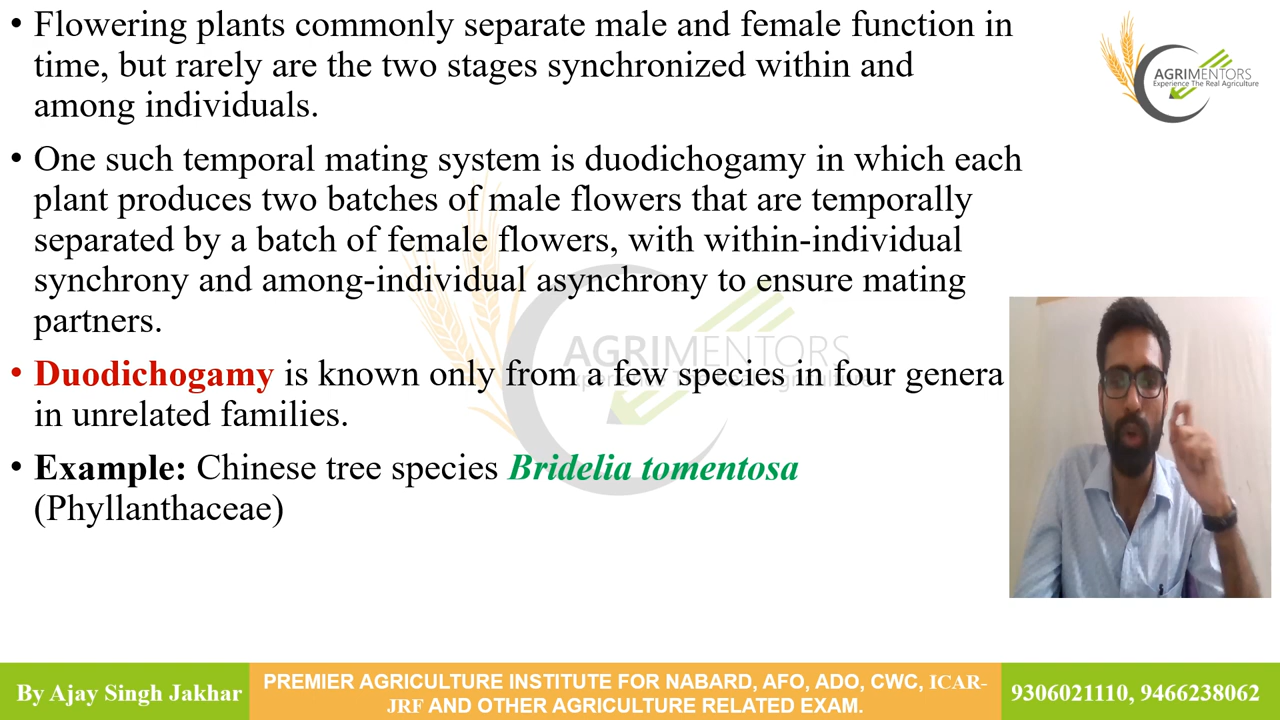 • Flowering plants commonly separate male and female function in
time, but rarely are the two stages synchronized within and
among individuals.
• One such temporal mating system is duodichogamy in which each
plant produces two batches of male flowers that are temporally
separated by a batch of female flowers, with within-individual
synchrony and among-individual asynchrony to ensure mating
partners.
• Duodichogamy is known only from a few species in four genera
in unrelated families.
• Example: Chinese tree species Bridelia tomentosa
(Phyllanthaceae)
AGRIMENTORS
Experience The Real Agriculture
AGRIMENTORS
Experience The Real Agriculture
By Ajay Singh Jakhar
PREMIER AGRICULTURE INSTITUTE FOR NABARD, AFO, ADO, CWC, ICAR-
JRF AND OTHER AGRICULTURE RELATED EXAM.
9306021110, 9466238062